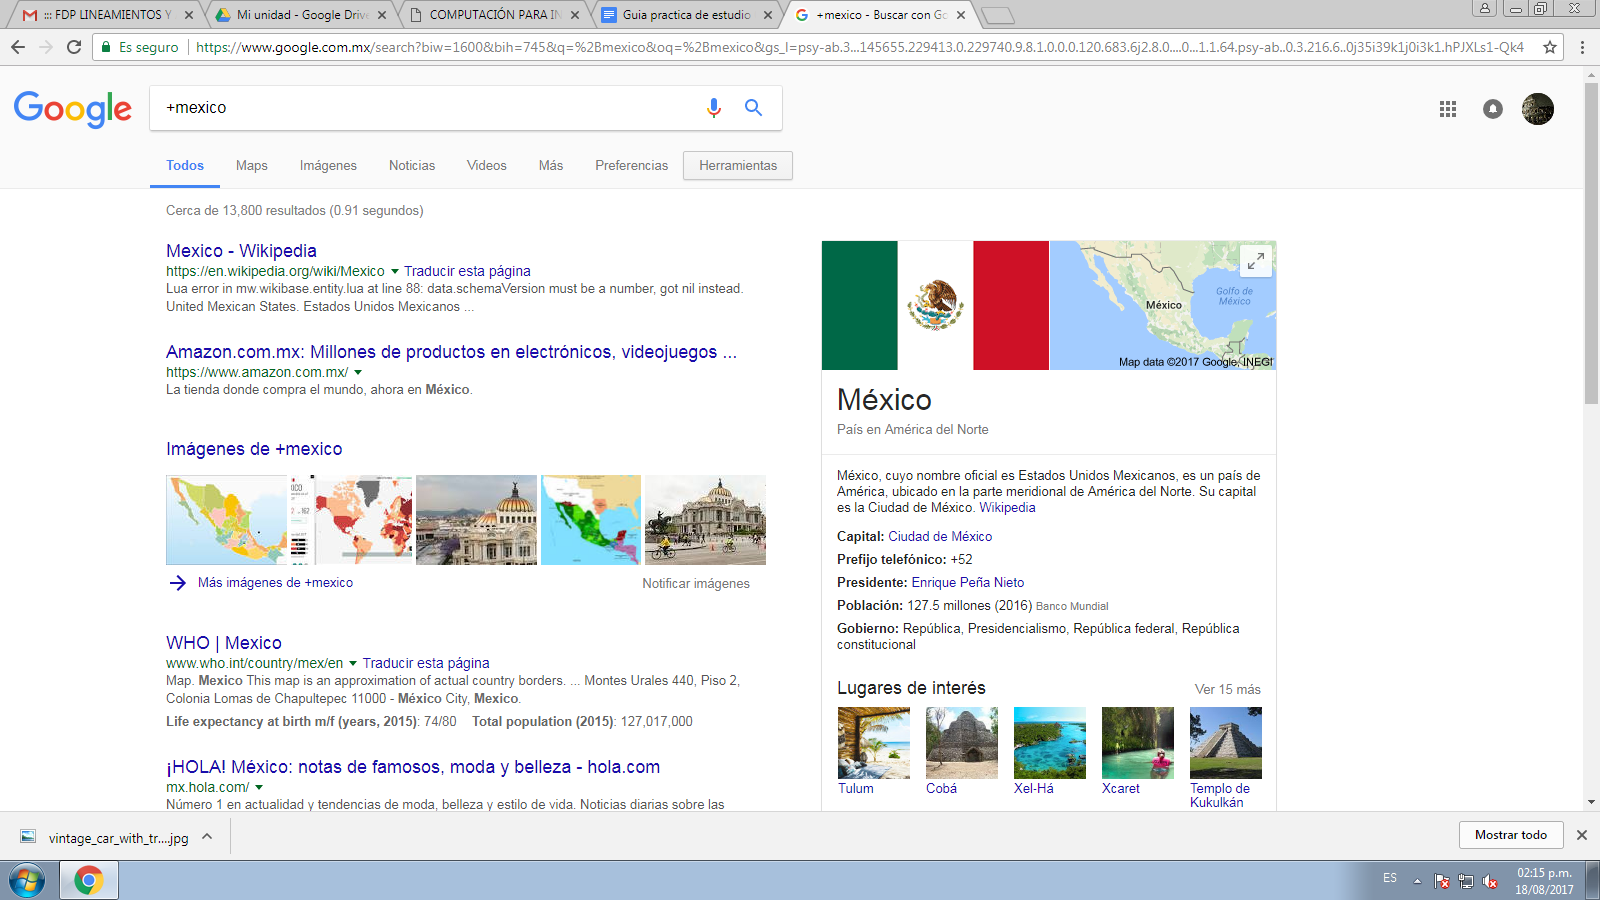 ::: FDP LINEAMIENTOS Y
Mi unidad - Google Drive
COMPUTACIÓN PARA IN
Guia practica de estudio
+mexico - Buscar con Go
Es seguro
https://www.google.com.mx/search?biw=1600&bih=745&q=%2Bmexico&oq=%2Bmexico&gs_l=psy-ab.3...145655.229413.0.229740.9.8.1.0.0.0.120.683.6j2.8.0....0...1.1.64.psy-ab..0.3.216.6..0j35i39k1j0i3k1.hPJXLs1-Qk4
Google
+mexico
Todos
Maps
Imágenes
Noticias
Videos
Más
Preferencias
Herramientas
Cerca de 13,800 resultados (0.91 segundos)
Mexico - Wikipedia
https://en.wikipedia.org/wiki/Mexico
Traducir esta página
Lua error in mw.wikibase.entity.lua at line 88: data.schemaVersion must be a number, got nil instead.
United Mexican States. Estados Unidos Mexicanos ...
Amazon.com.mx: Millones de productos en electrónicos, videojuegos ...
https://www.amazon.com.mx/
La tienda donde compra el mundo, ahora en México.
Imágenes de +mexico
Más imágenes de +mexico
Notificar imágenes
WHO | Mexico
www.who.int/country/mex/en
Traducir esta página
Map. Mexico This map is an approximation of actual country borders. ... Montes Urales 440, Piso 2,
Colonia Lomas de Chapultepec 11000 - México City, Mexico.
Life expectancy at birth m/f (years, 2015): 74/80 Total population (2015): 127,017,000
¡HOLA! México: notas de famosos, moda y belleza - hola.com
mx.hola.com/
Número 1 en actualidad y tendencias de moda, belleza y estilo de vida. Noticias diarias sobre las
Golfo de
México
México
Map data ©2017 Google, INEGI
México
País en América del Norte
México, cuyo nombre oficial es Estados Unidos Mexicanos, es un país de
América, ubicado en la parte meridional de América del Norte. Su capital
es la Ciudad de México. Wikipedia
Capital: Ciudad de México
Prefijo telefónico: +52
Presidente: Enrique Peña Nieto
Población: 127.5 millones (2016) Banco Mundial
Gobierno: República, Presidencialismo, República federal, República
constitucional
Lugares de interés
Ver 15 más
Tulum
Cobá
Xel-Há
Xcaret
Templo de
Kukulkán
vintage_car_with_tr....jpg
Mostrar todo
ES
02:15 p.m.
18/08/2017